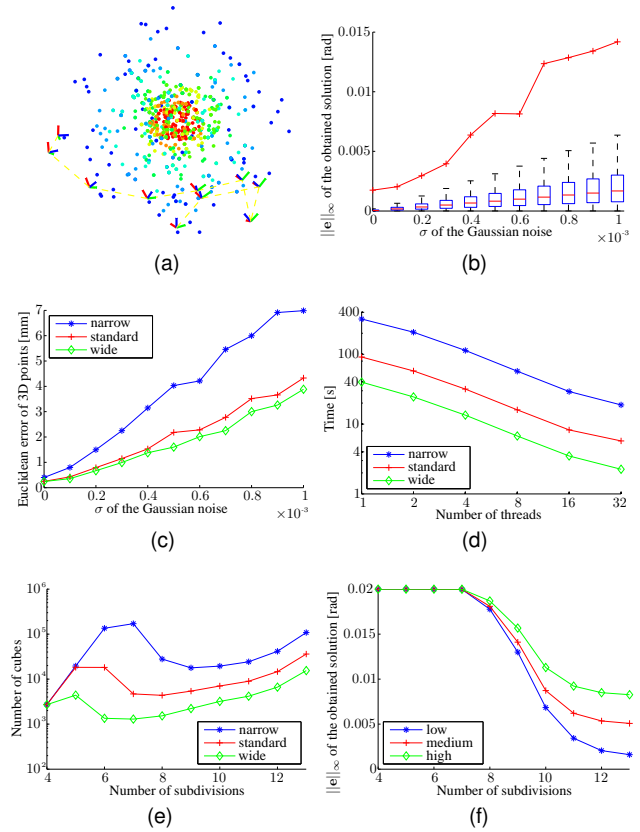 (a)
||e||∞ of the obtained solution [rad]
0.015
0.01
0.005
0
0 0.2 0.4 0.6 0.8 1
σ of the Gaussian noise
×10⁻³
(b)
Euclidean error of 3D points [mm]
7
6
5
4
3
2
1
0
narrow
standard
wide
0 0.2 0.4 0.6 0.8 1
σ of the Gaussian noise
×10⁻³
(c)
Time [s]
400
100
40
10
4
1
narrow
standard
wide
1 2 4 8 16 32
Number of threads
(d)
Number of cubes
10⁶
10⁵
10⁴
10³
10²
narrow
standard
wide
4 6 8 10 12
Number of subdivisions
(e)
||e||∞ of the obtained solution [rad]
0.02
0.015
0.01
0.005
0
low
medium
high
4 6 8 10 12
Number of subdivisions
(f)